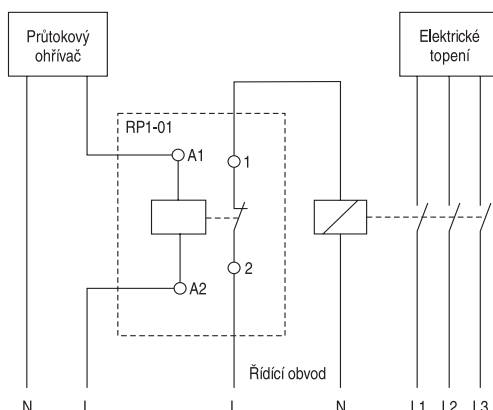 Průtokový
ohřívač
Elektrické
topení
RP1-01
A1
1
2
A2
Řídící obvod
N L L N L1 L2 L3